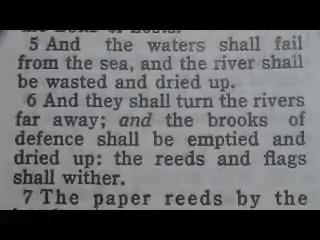 5 And the waters shall fail
from the sea, and the river shall
be wasted and dried up.
6 And they shall turn the rivers
far away; and the brooks of
defence shall be emptied and
dried up: the reeds and flags
shall wither.
7 The paper reeds by the